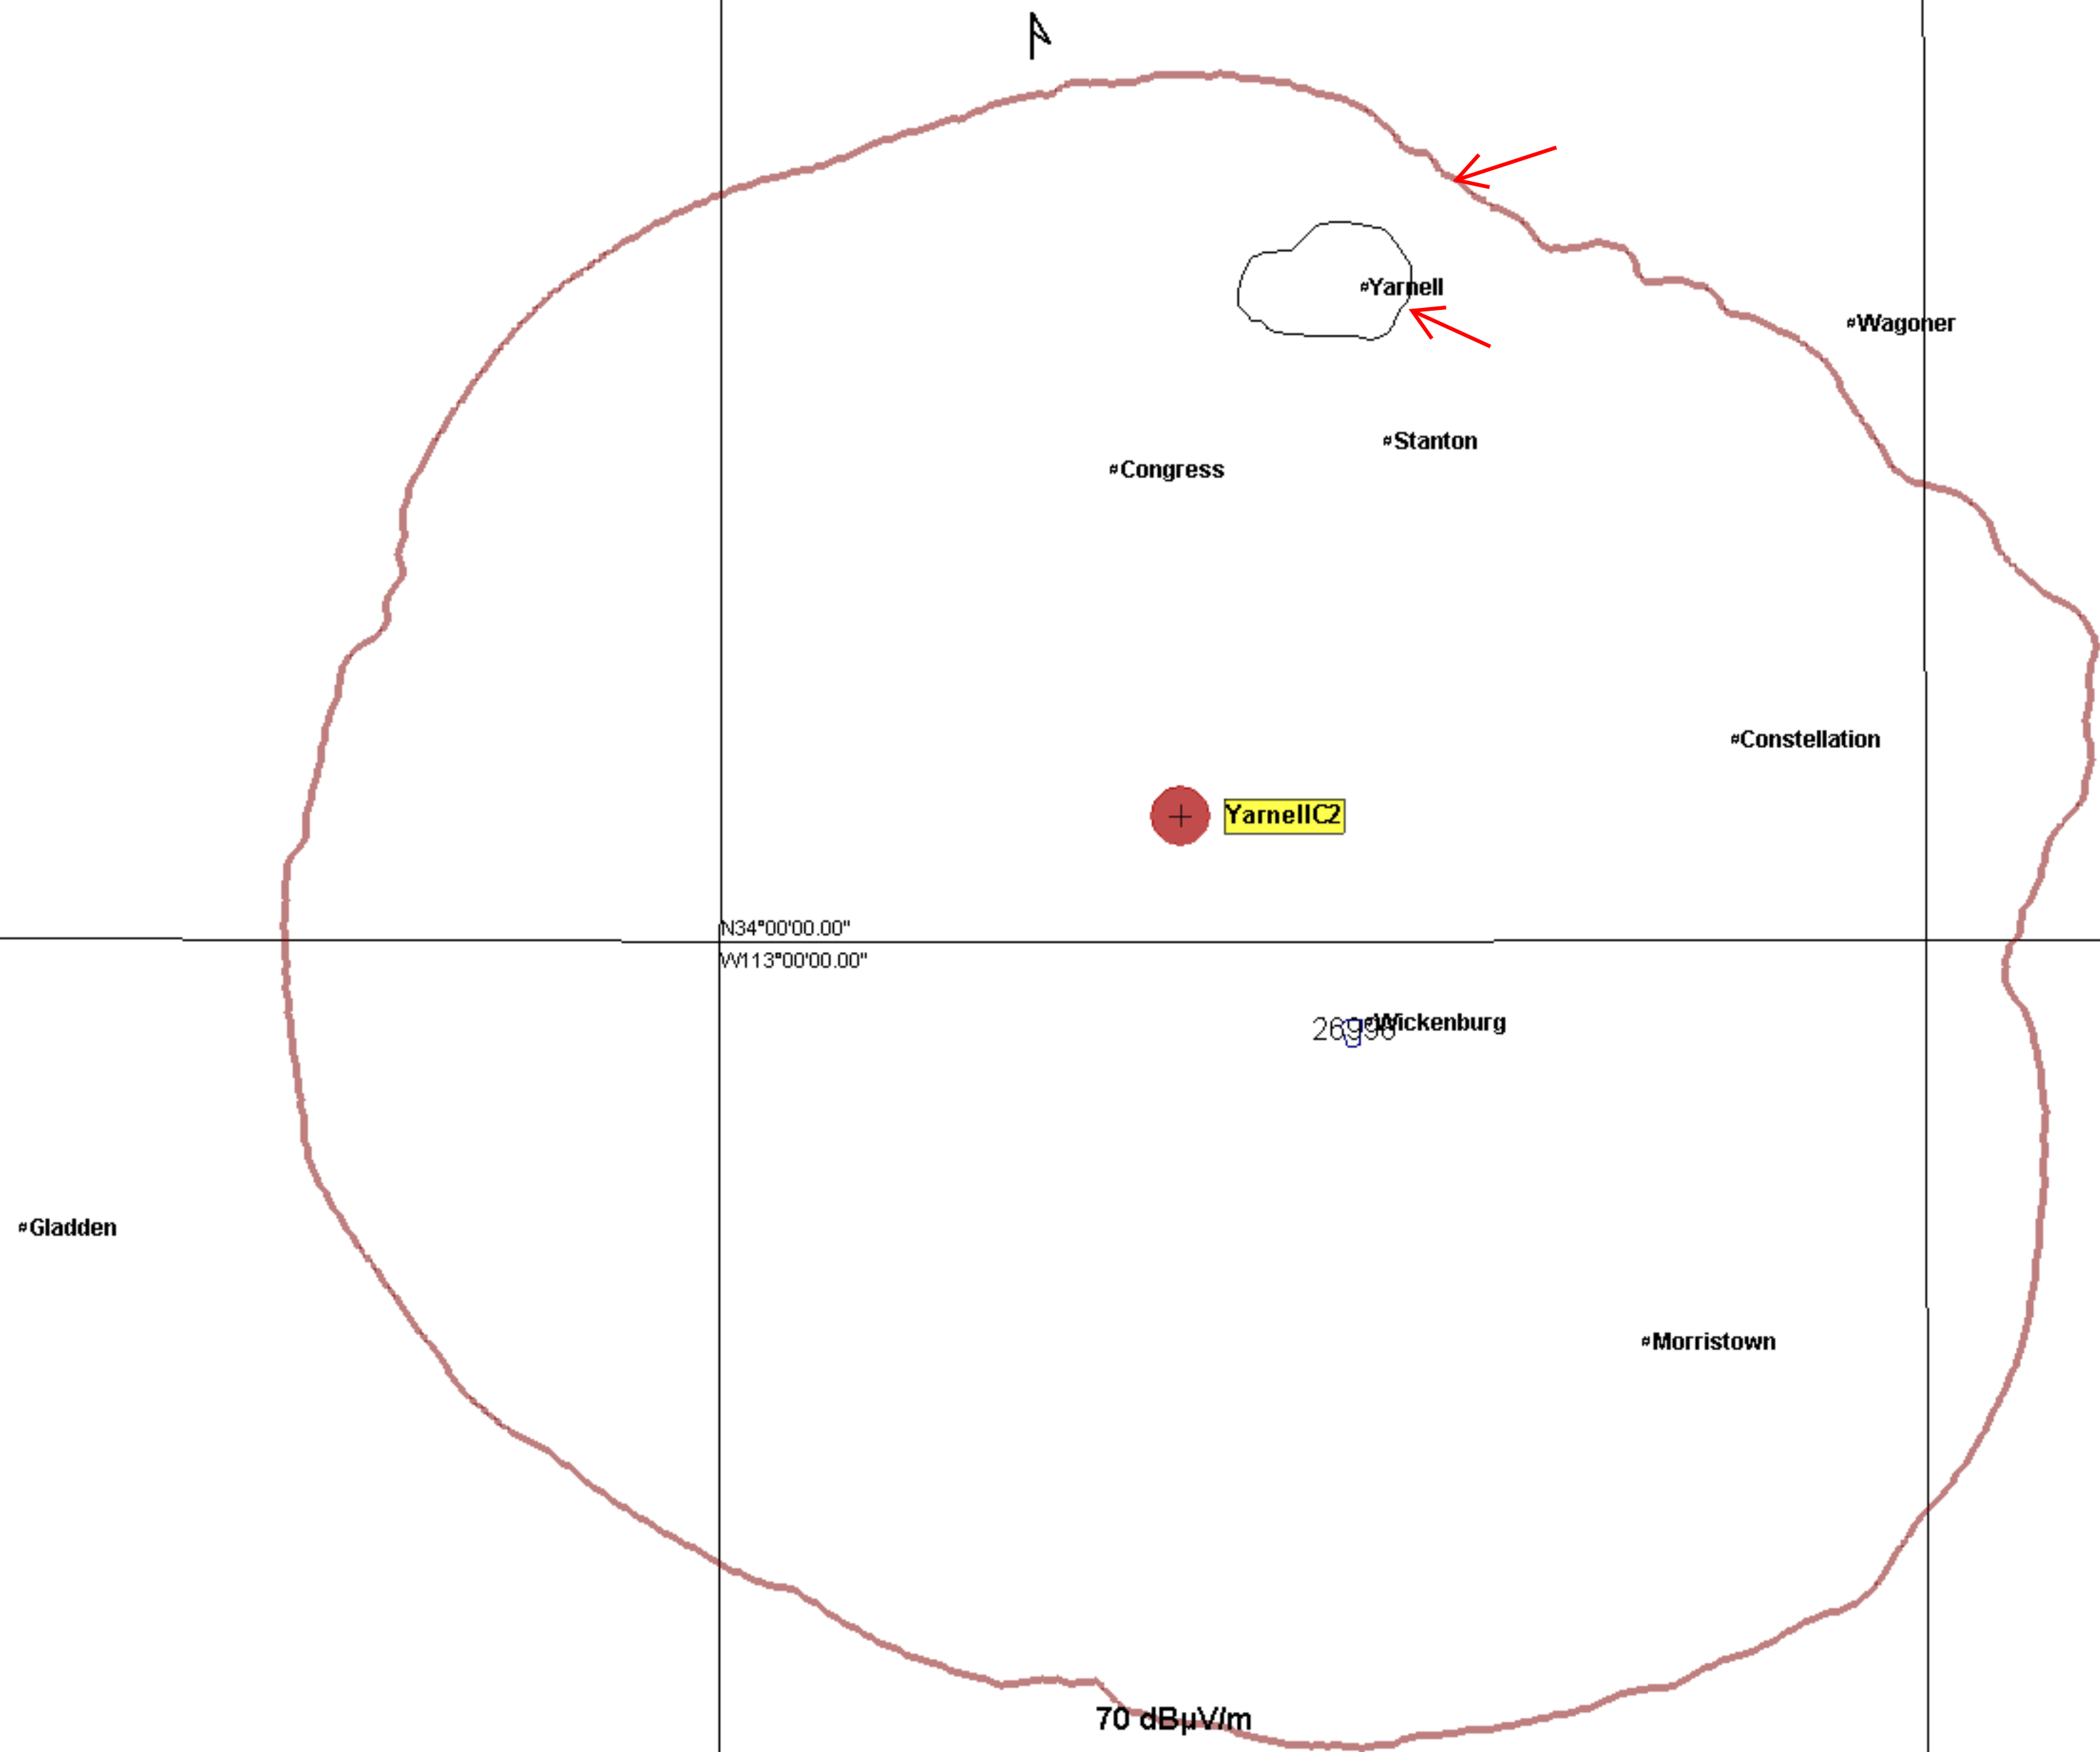 #Yarnell
#Wagoner
#Stanton
#Congress
#Constellation
YarnellC2
N34°00'00.00"
W113°00'00.00"
#Wickenburg
#Gladden
#Morristown
70 dBµV/m